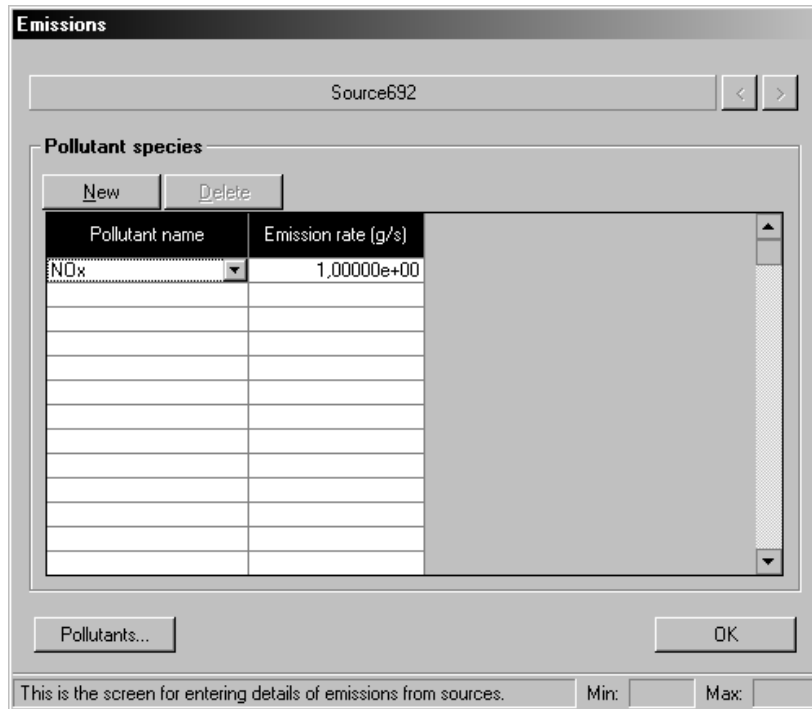 Emissions
Source692 < >
Pollutant species
New Delete
Pollutant name Emission rate (g/s)
NOx 1,00000e+00
Pollutants... OK
This is the screen for entering details of emissions from sources. Min: Max: